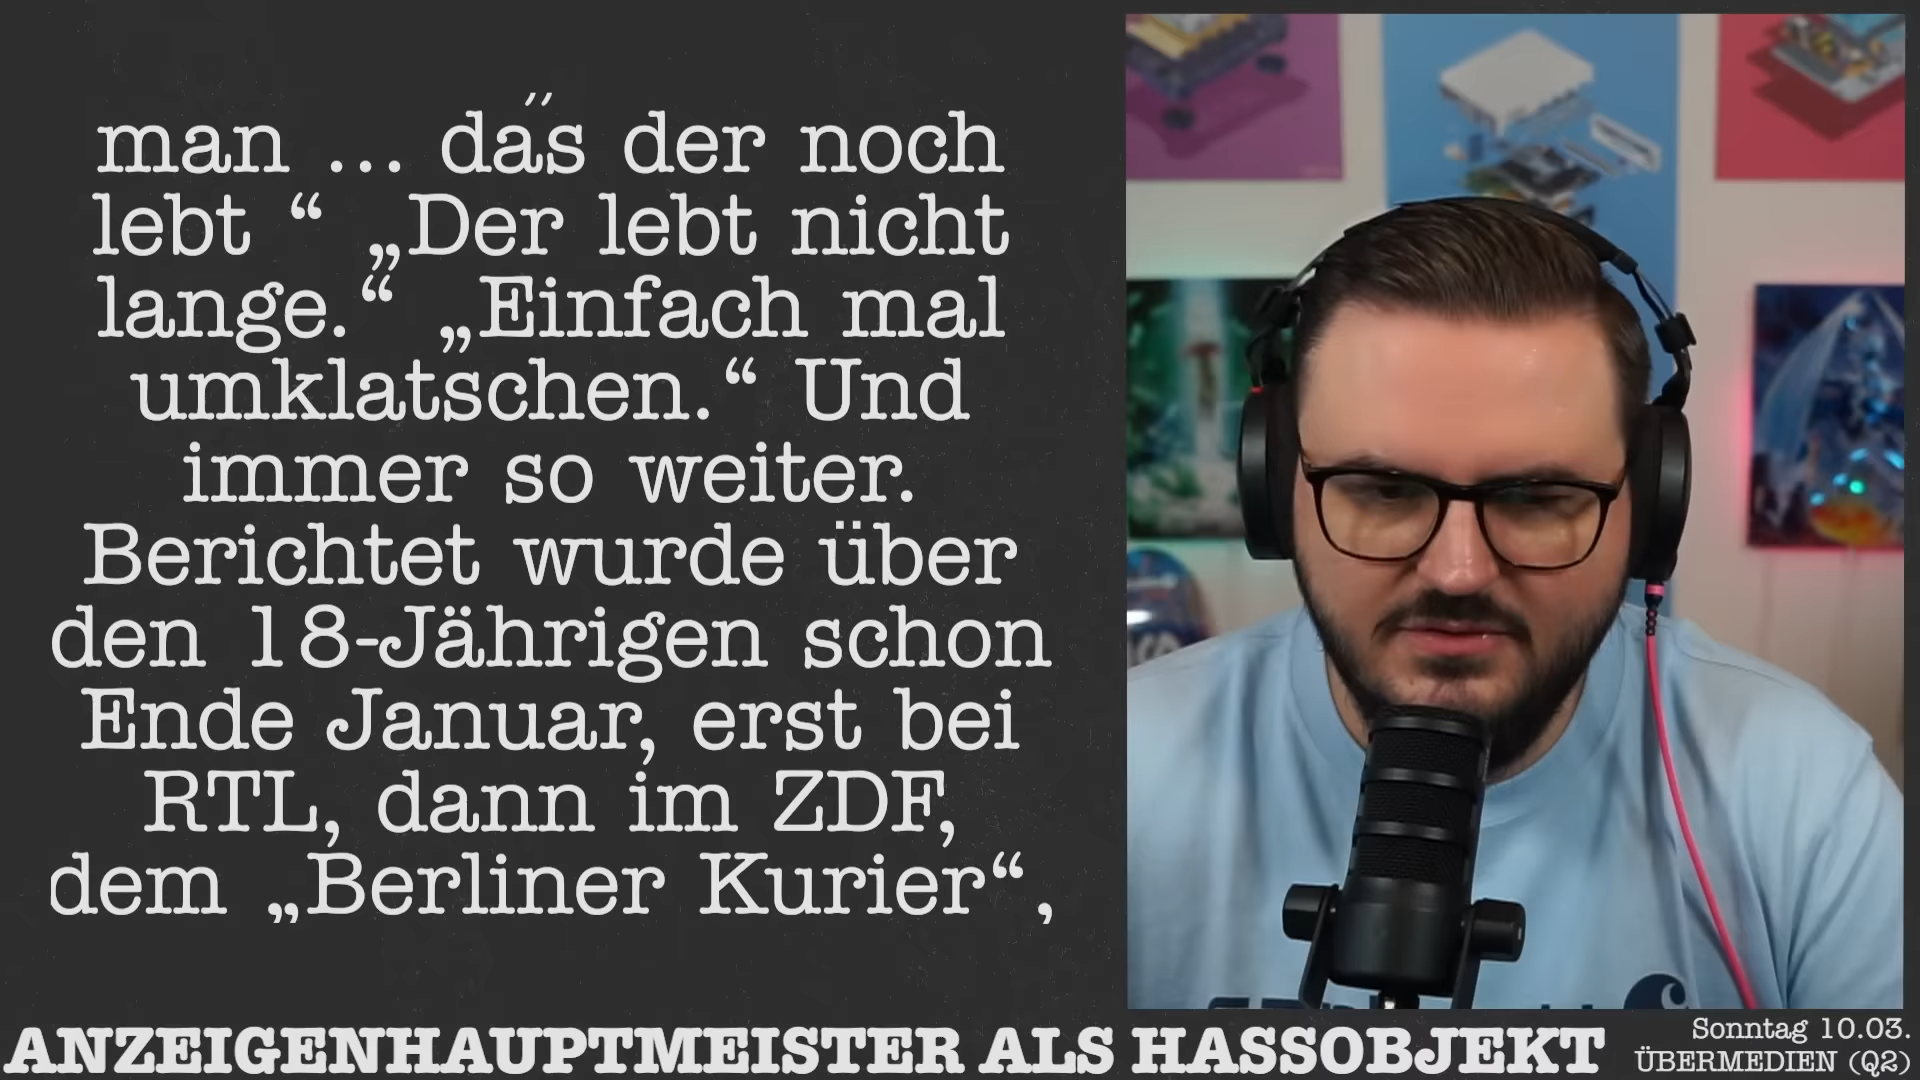 man … das der noch
lebt “ „Der lebt nicht
lange.“ „Einfach mal
umklatschen.“ Und
immer so weiter.
Berichtet wurde über
den 18-Jährigen schon
Ende Januar, erst bei
RTL, dann im ZDF,
dem „Berliner Kurier“,
ANZEIGENHAUPTMEISTER ALS HASSOBJEKT
Sonntag 10.03.
ÜBERMEDIEN (Q2)